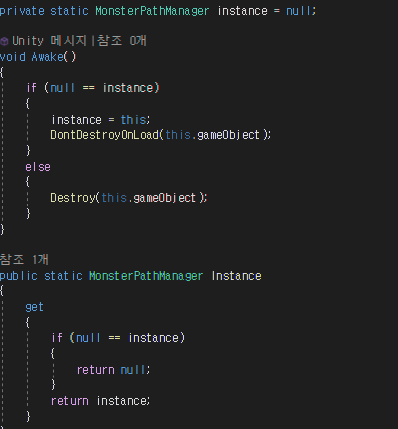 private static MonsterPathManager instance = null;
Unity 메시지|참조 0개
void Awake()
{
if (null == instance)
{
instance = this;
DontDestroyOnLoad(this.gameObject);
}
else
{
Destroy(this.gameObject);
}
}
참조 1개
public static MonsterPathManager Instance
{
get
{
if (null == instance)
{
return null;
}
return instance;
}
}